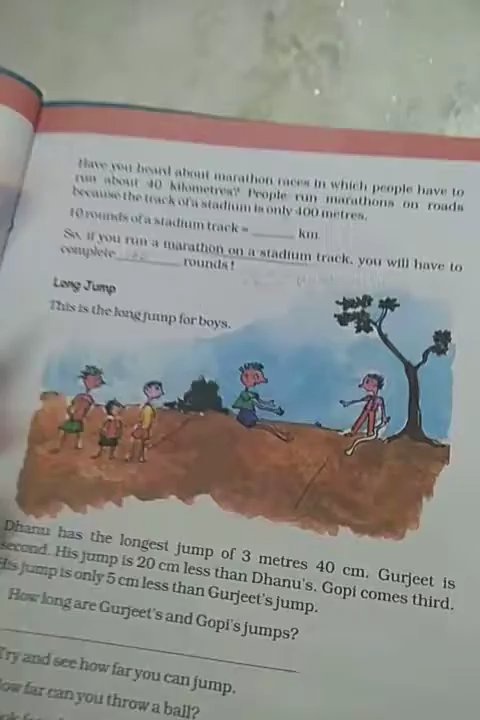 Have you heard about marathon races in which people have to
run about 40 kilometres? People run marathons on roads
because the track of a stadium is only 400 metres.
10 rounds of a stadium track = ______ km
So, if you run a marathon on a stadium track, you will have to
complete ______ rounds!
Long Jump
This is the long jump for boys.
Dhanu has the longest jump of 3 metres 40 cm. Gurjeet is
second. His jump is 20 cm less than Dhanu's. Gopi comes third.
His jump is only 5 cm less than Gurjeet's jump.
How long are Gurjeet's and Gopi's jumps?
Try and see how far you can jump.
How far can you throw a ball?